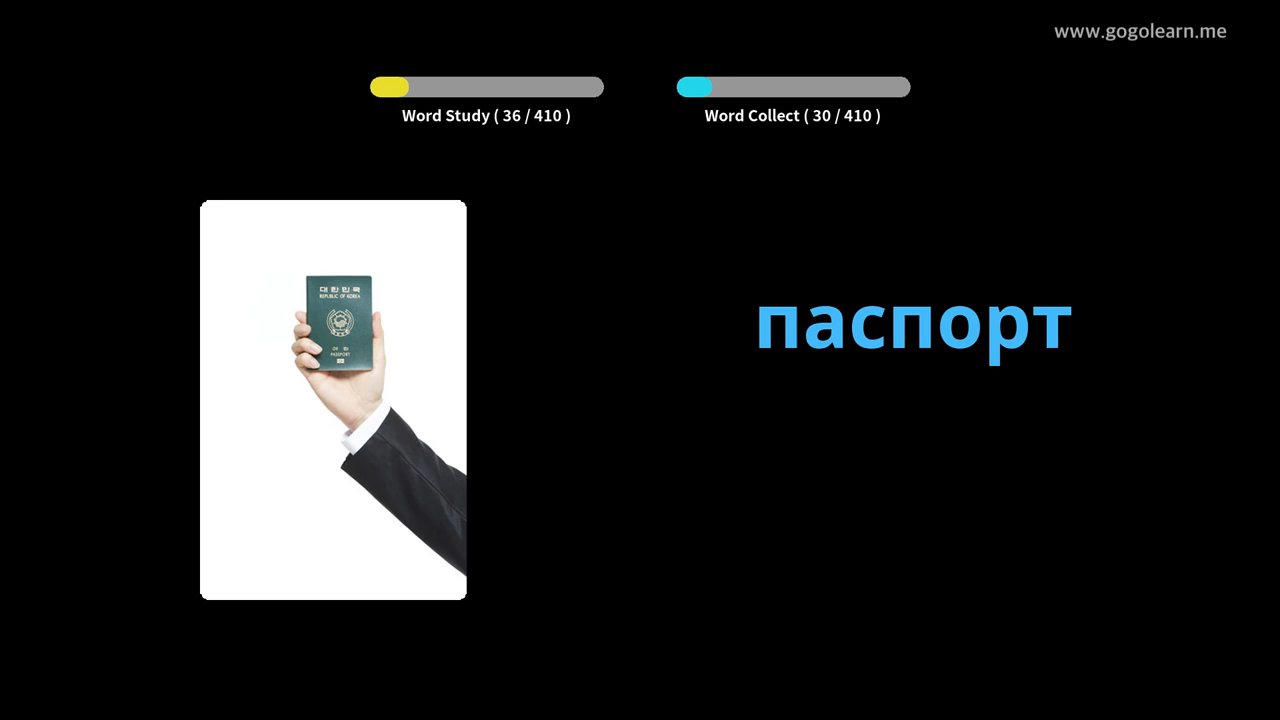 www.gogolearn.me
Word Study ( 36 / 410 )
Word Collect ( 30 / 410 )
대한민국
REPUBLIC OF KOREA
паспорт
PASSPORT